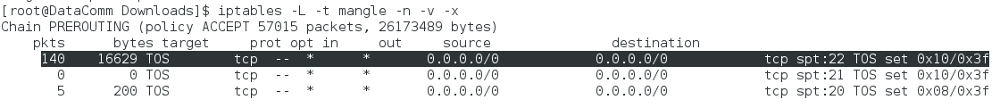 [root@DataComm Downloads]$ iptables -L -t mangle -n -v -x
Chain PREROUTING (policy ACCEPT 57015 packets, 26173489 bytes)
pkts bytes target prot opt in out source destination
140 16629 TOS tcp -- * * 0.0.0.0/0 0.0.0.0/0 tcp spt:22 TOS set 0x10/0x3f
0 0 TOS tcp -- * * 0.0.0.0/0 0.0.0.0/0 tcp spt:21 TOS set 0x10/0x3f
5 200 TOS tcp -- * * 0.0.0.0/0 0.0.0.0/0 tcp spt:20 TOS set 0x08/0x3f